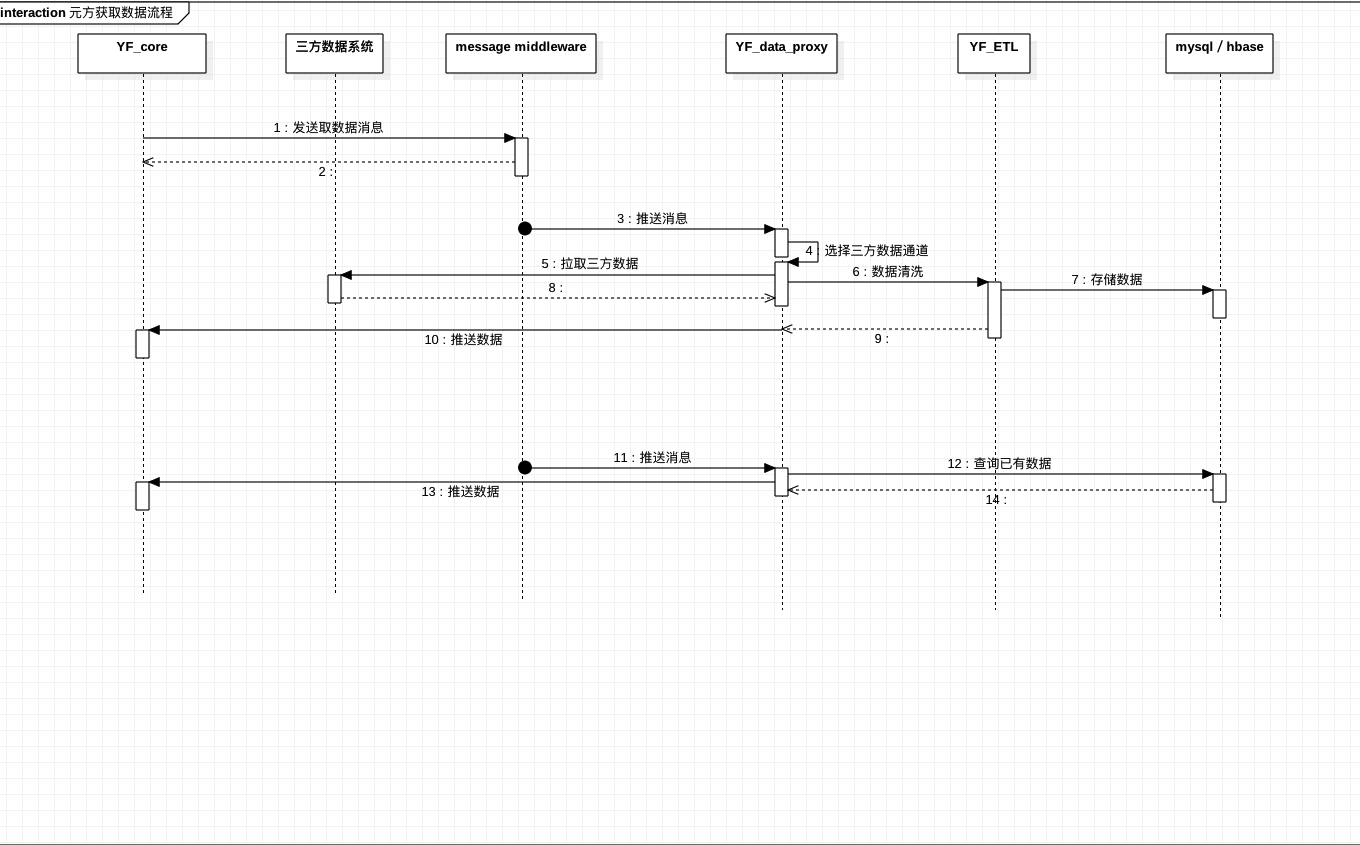 interaction 元方获取数据流程
YF_core
三方数据系统
message middleware
YF_data_proxy
YF_ETL
mysql / hbase
1 : 发送取数据消息
2 :
3 : 推送消息
4 : 选择三方数据通道
5 : 拉取三方数据
6 : 数据清洗
7 : 存储数据
8 :
9 :
10 : 推送数据
11 : 推送消息
12 : 查询已有数据
13 : 推送数据
14 :